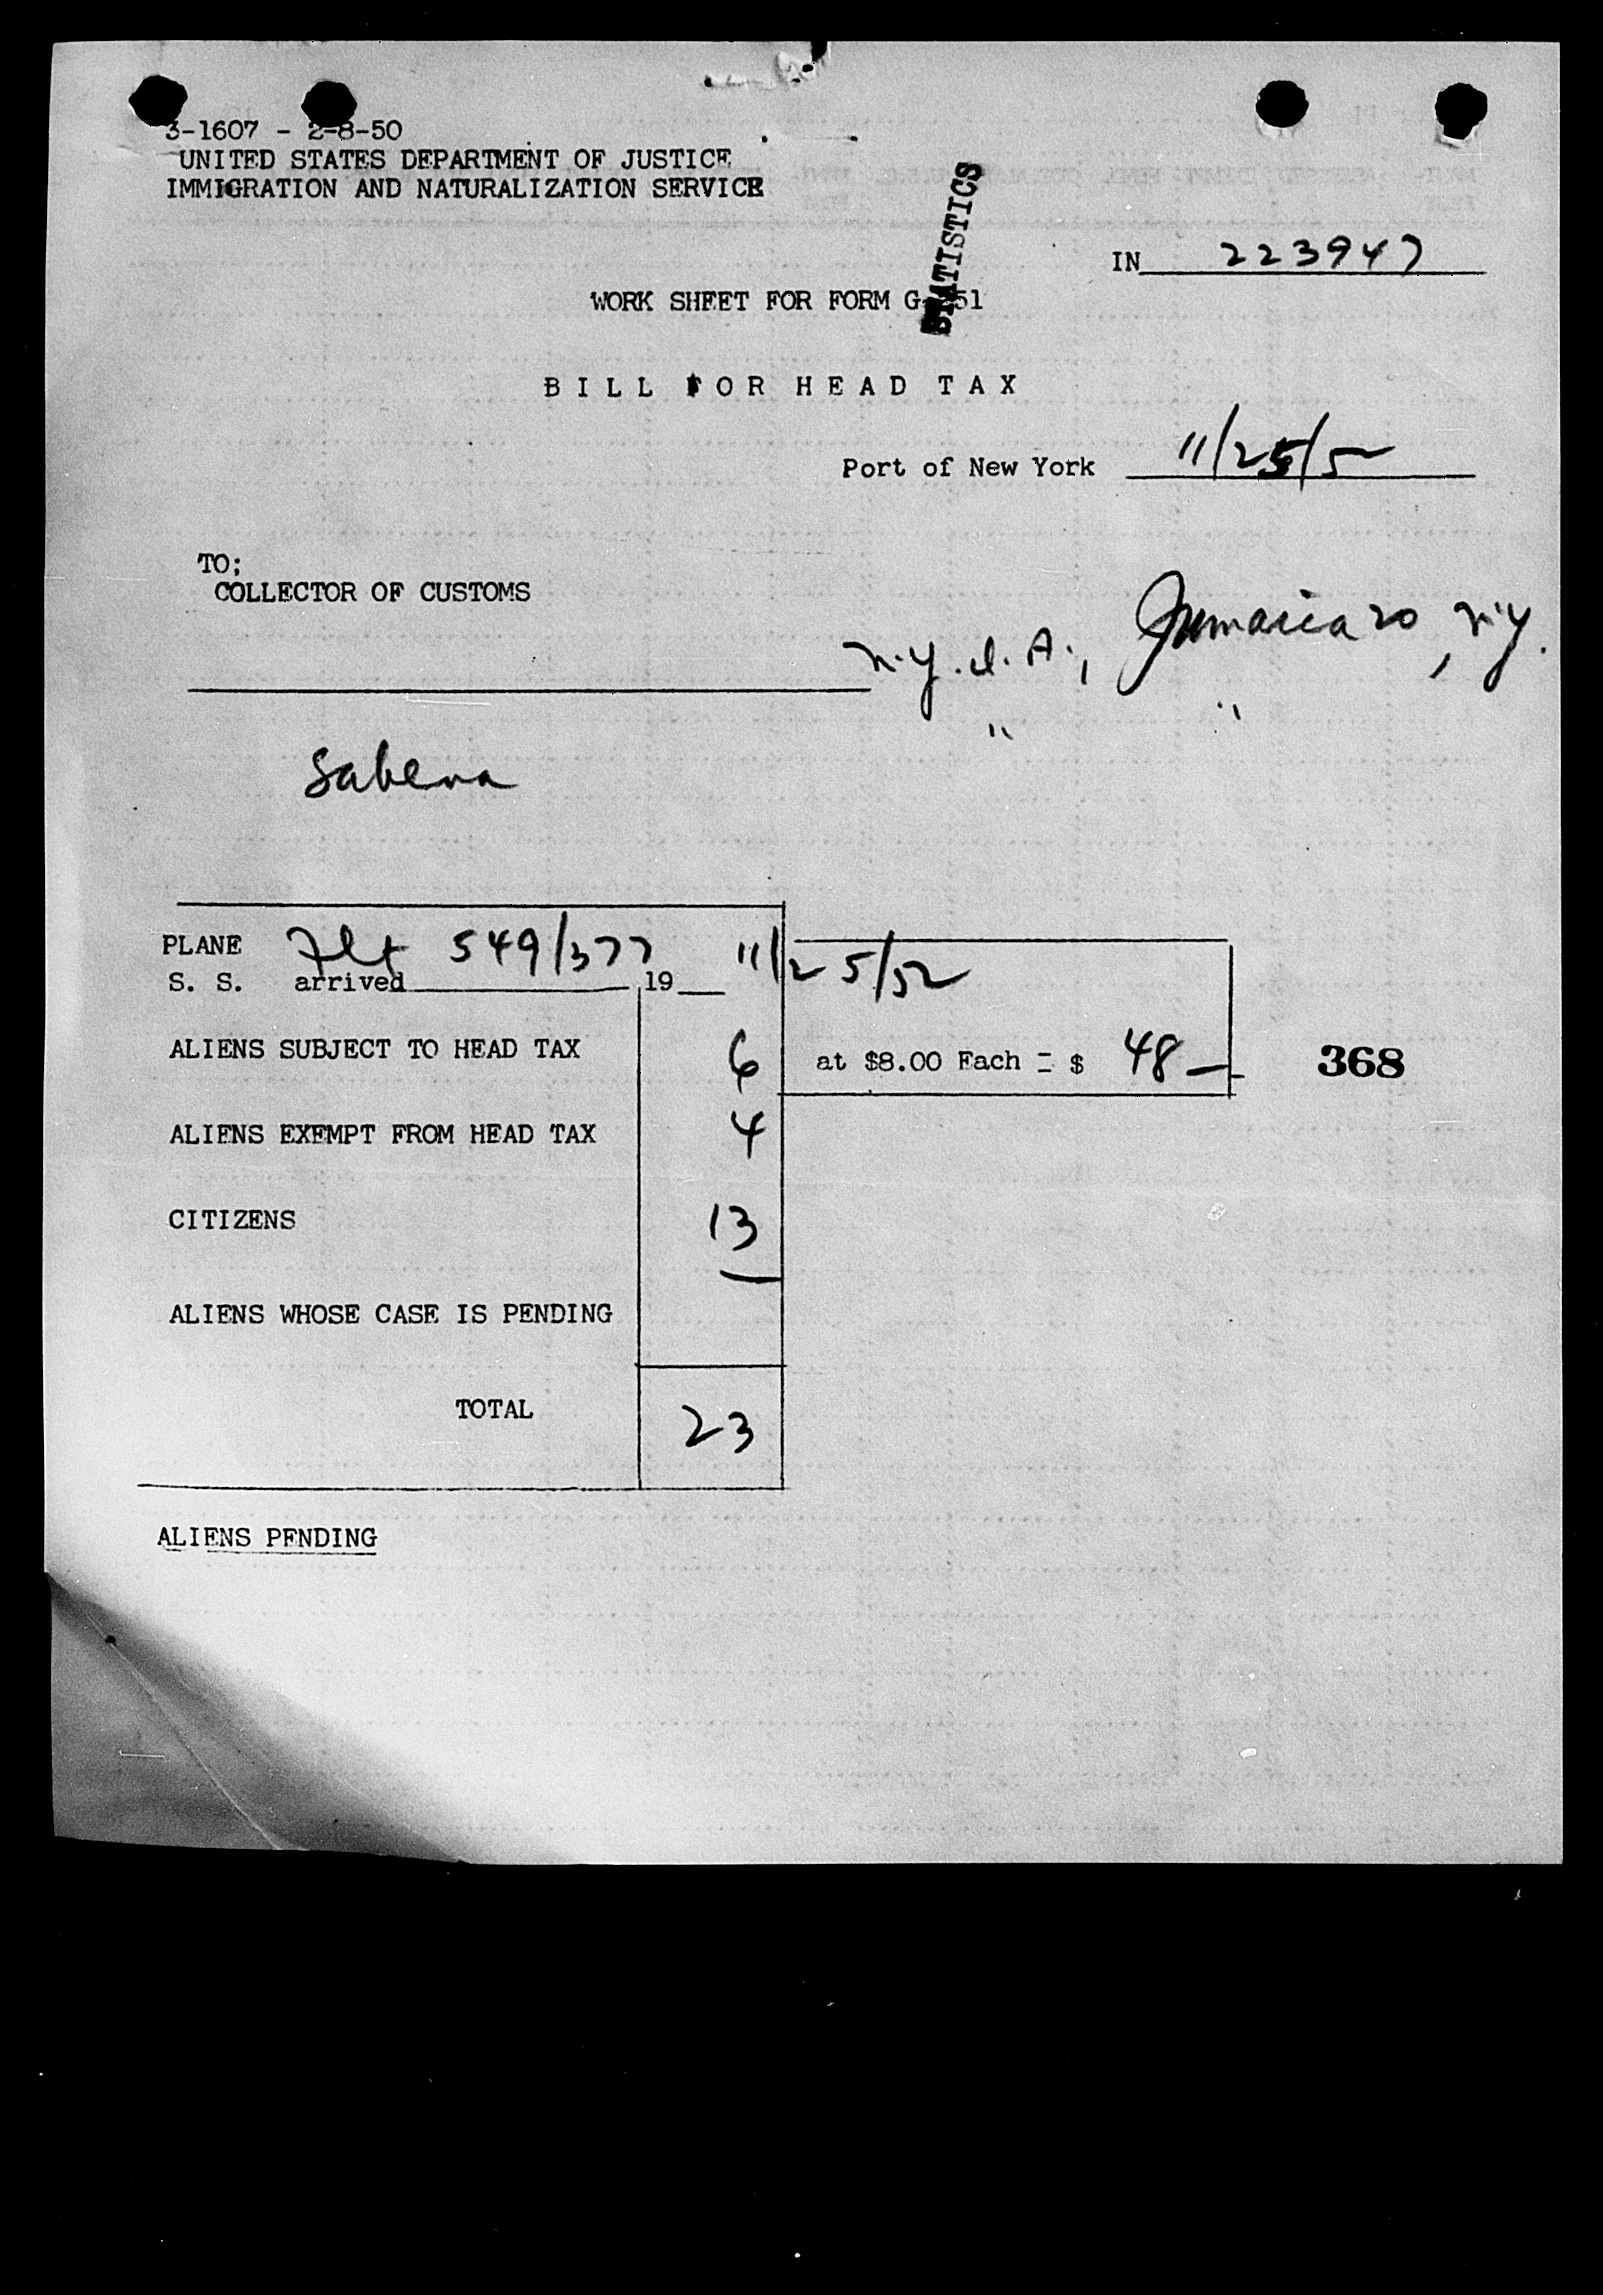 3-1607 - 2-8-50
UNITED STATES DEPARTMENT OF JUSTICE
IMMIGRATION AND NATURALIZATION SERVICE
STATISTICS
IN 223947
WORK SHEET FOR FORM G-251
BILL FOR HEAD TAX
Port of New York 11/25/52
TO;
COLLECTOR OF CUSTOMS
N.Y.I.A., Jamaica 20, N.Y.
" "
Sabena
PLANE Flt 549/377 11/25/52
S. S. arrived 19
ALIENS SUBJECT TO HEAD TAX 6 at $8.00 Each = $ 48— 368
ALIENS EXEMPT FROM HEAD TAX 4
CITIZENS 13
ALIENS WHOSE CASE IS PENDING
TOTAL 23
ALIENS PENDING